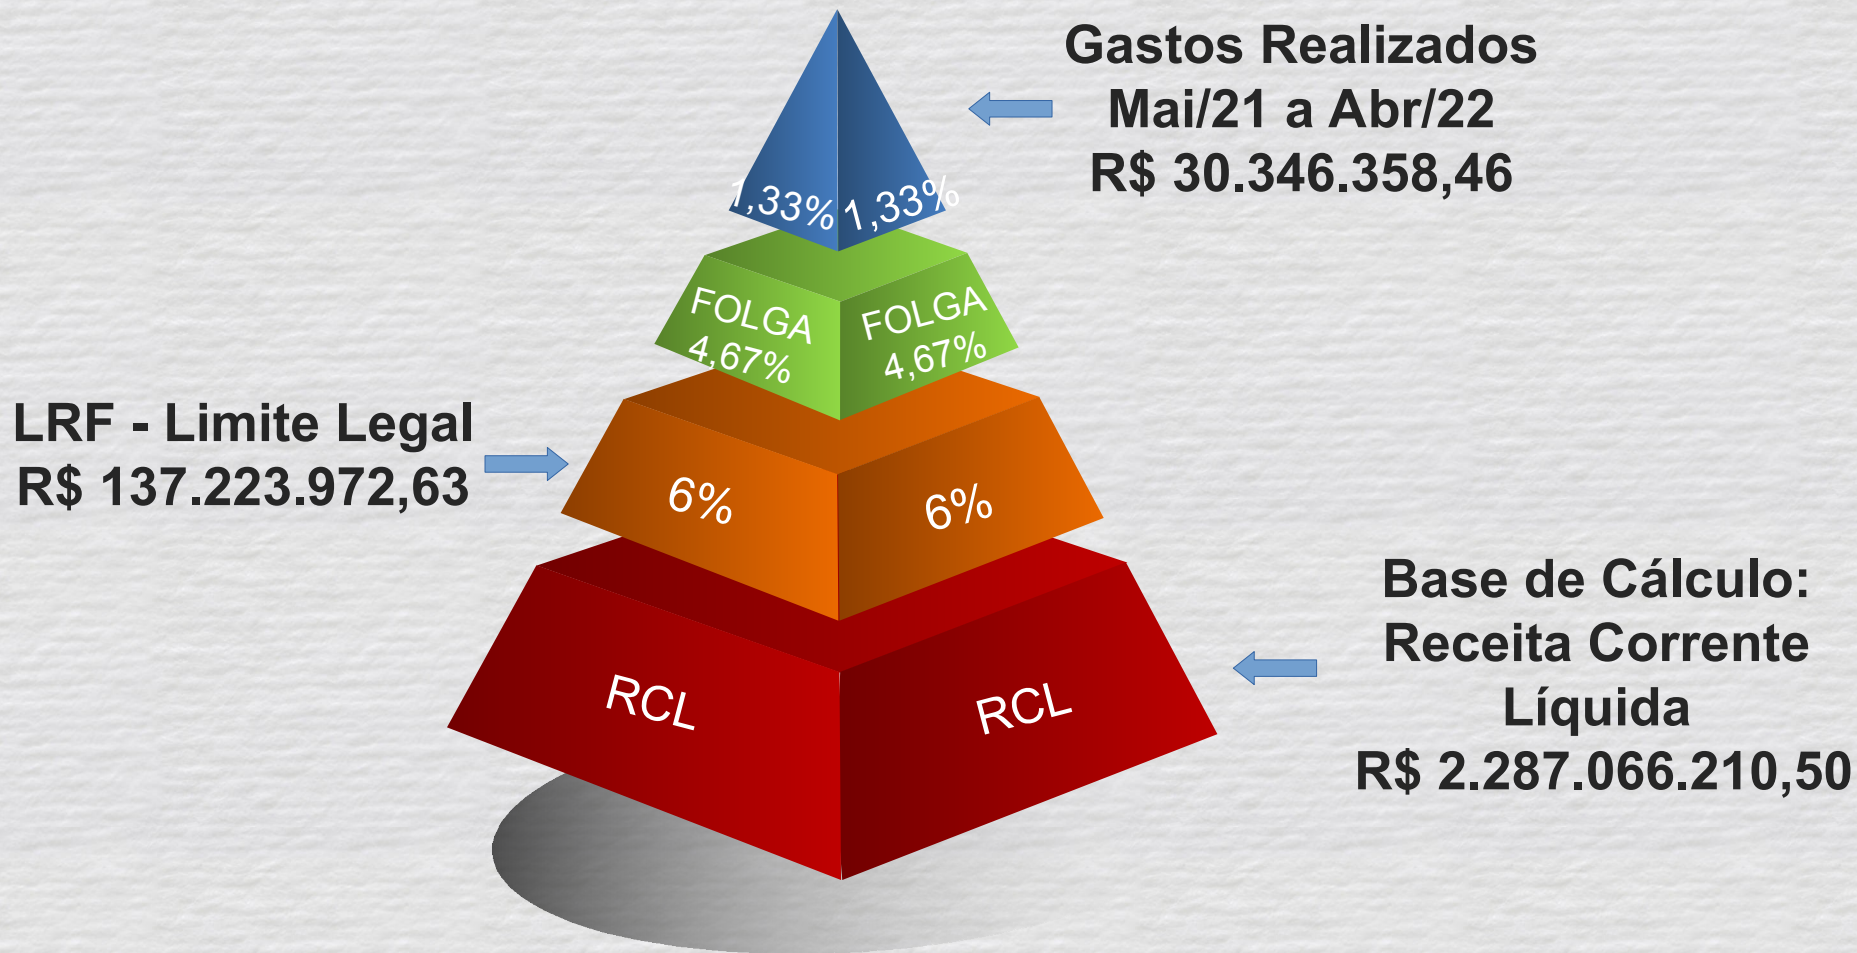 Gastos Realizados
Mai/21 a Abr/22
R$ 30.346.358,46
1,33%
1,33%
FOLGA
4,67%
FOLGA
4,67%
LRF - Limite Legal
R$ 137.223.972,63
6%
6%
Base de Cálculo:
Receita Corrente
Líquida
R$ 2.287.066.210,50
RCL
RCL